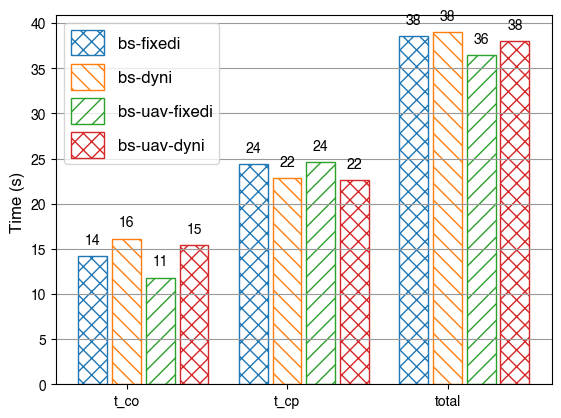 38
38
38
36
bs-fixedi
bs-dyni
bs-uav-fixedi
bs-uav-dyni
24
22
24
22
14
16
11
15
Time (s)
40
35
30
25
20
15
10
5
0
t_co
t_cp
total